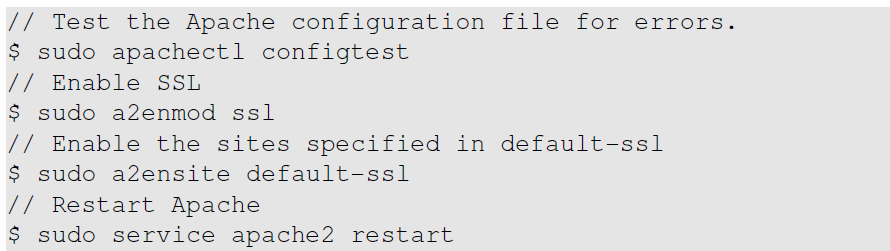 // Test the Apache configuration file for errors.
$ sudo apachectl configtest
// Enable SSL
$ sudo a2enmod ssl
// Enable the sites specified in default-ssl
$ sudo a2ensite default-ssl
// Restart Apache
$ sudo service apache2 restart